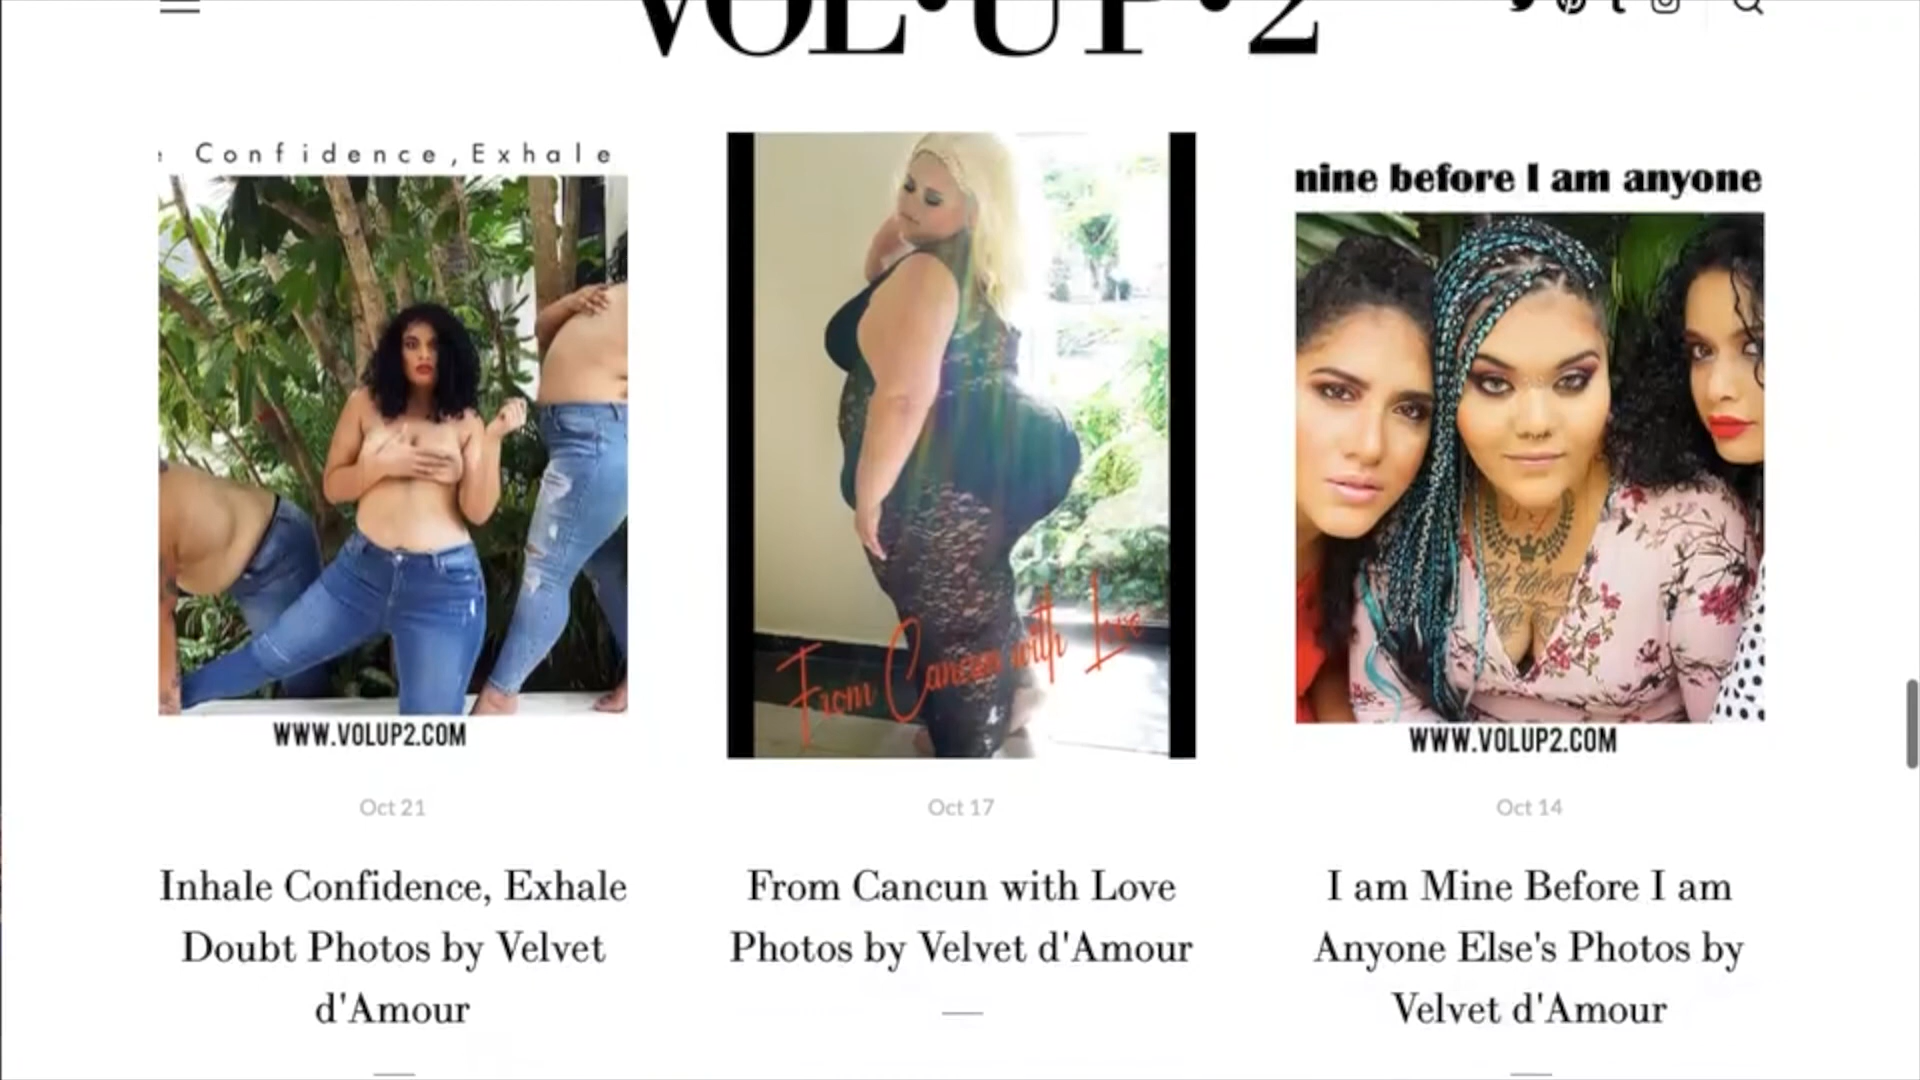 VOL•UP•2
Confidence,Exhale
mine before I am anyone
From Cancun with Love
WWW.VOLUP2.COM
WWW.VOLUP2.COM
Oct 21
Oct 17
Oct 14
Inhale Confidence, Exhale
Doubt Photos by Velvet
d'Amour
From Cancun with Love
Photos by Velvet d'Amour
I am Mine Before I am
Anyone Else's Photos by
Velvet d'Amour